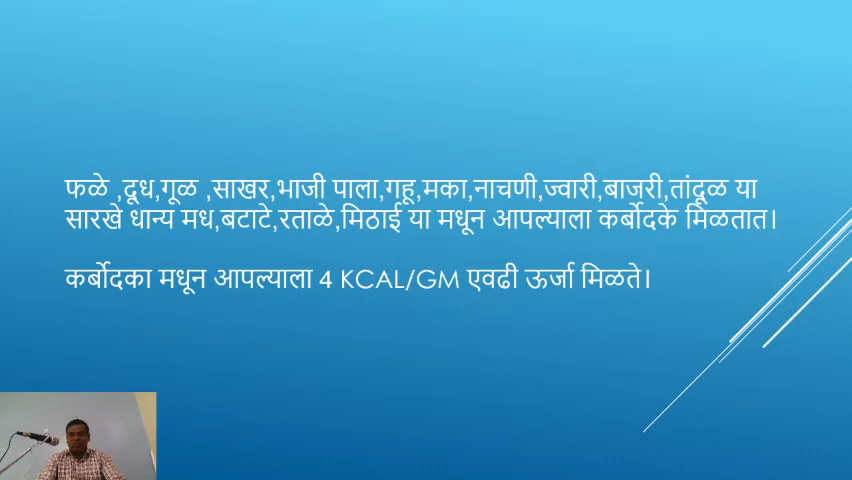 फळे ,दूध,गूळ ,साखर,भाजी पाला,गहू,मका,नाचणी,ज्वारी,बाजरी,तांदूळ या
सारखे धान्य मध,बटाटे,रताळे,मिठाई या मधून आपल्याला कर्बोदके मिळतात।
कर्बोदका मधून आपल्याला 4 KCAL/GM एवढी ऊर्जा मिळते।